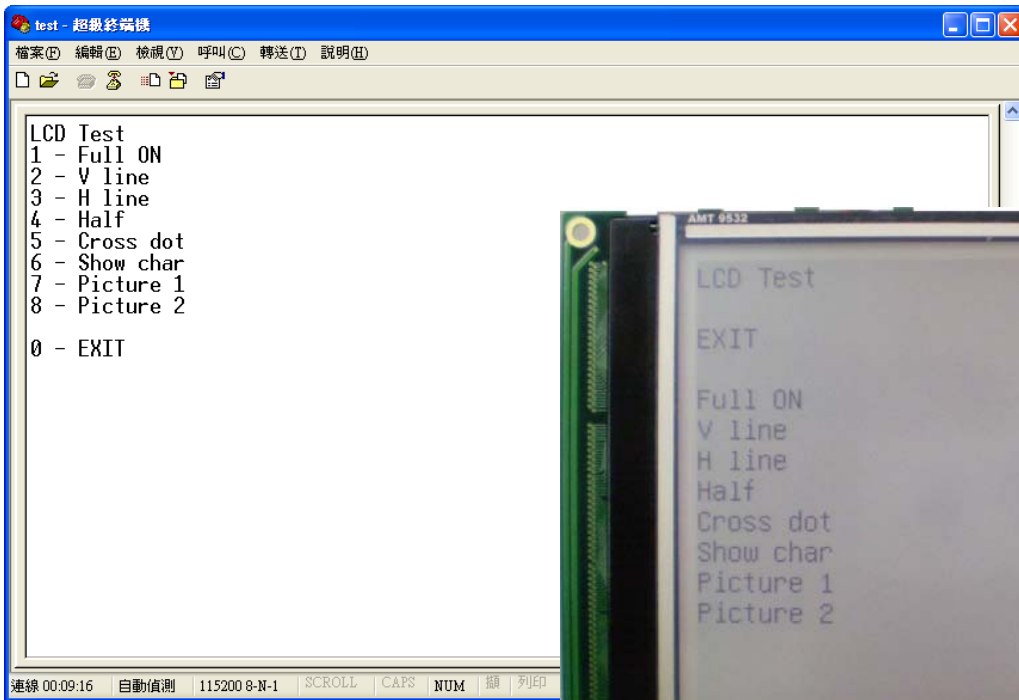 test - 超級終端機
檔案(F) 編輯(E) 檢視(V) 呼叫(C) 轉送(T) 說明(H)
LCD Test
1 - Full ON
2 - V line
3 - H line
4 - Half
5 - Cross dot
6 - Show char
7 - Picture 1
8 - Picture 2
0 - EXIT
連線 00:09:16 自動偵測 115200 8-N-1 SCROLL CAPS NUM 擷 列印
AMT 9532
LCD Test
EXIT
Full ON
V line
H line
Half
Cross dot
Show char
Picture 1
Picture 2